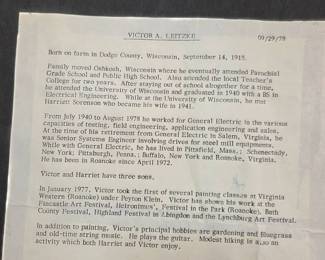 VICTOR A. LEITZKE
09/29/78
Born on farm in Dodge County, Wisconsin, September 14, 1915.
Family moved Oshkosh, Wisconsin where he eventually attended Parochial
Grade School and Public High School. Also attended the local Teacher's
College for two years. After staying out of school altogether for a time,
he attended the University of Wisconsin and graduated in 1940 with a BS in
Electrical Engineering. While at the University of Wisconsin, he met
Harriett Sorenson who became his wife in 1941.
From July 1940 to August 1978 he worked for General Electric in the various
capacities of testing, field engineering, application engineering and sales.
At the time of his retirement from General Electric in Salem, Virginia, he
was Senior Systems Engineer involving drives for steel mill equipments.
While with General Electric, he has lived in Pittsfield, Mass.; Schenectady,
New York; Pittsburgh, Penna.; Buffalo, New York and Roanoke, Virginia.
He has been in Roanoke since April 1972.
Victor and Harriet have three sons.
In January 1977, Victor took the first of several painting classes at Virginia
Western (Roanoke) under Peyton Klein. Victor has shown his work at the
Fincastle Art Festival, Heironimus', Festival in the Park (Roanoke), Bath
County Festival, Highland Festival in Abingdon and the Lynchburg Art Festival.
In addition to painting, Victor's principal hobbies are gardening and Bluegrass
and old-time string music. He plays the guitar. Modest hiking is also an
activity which both Harriet and Victor enjoy.